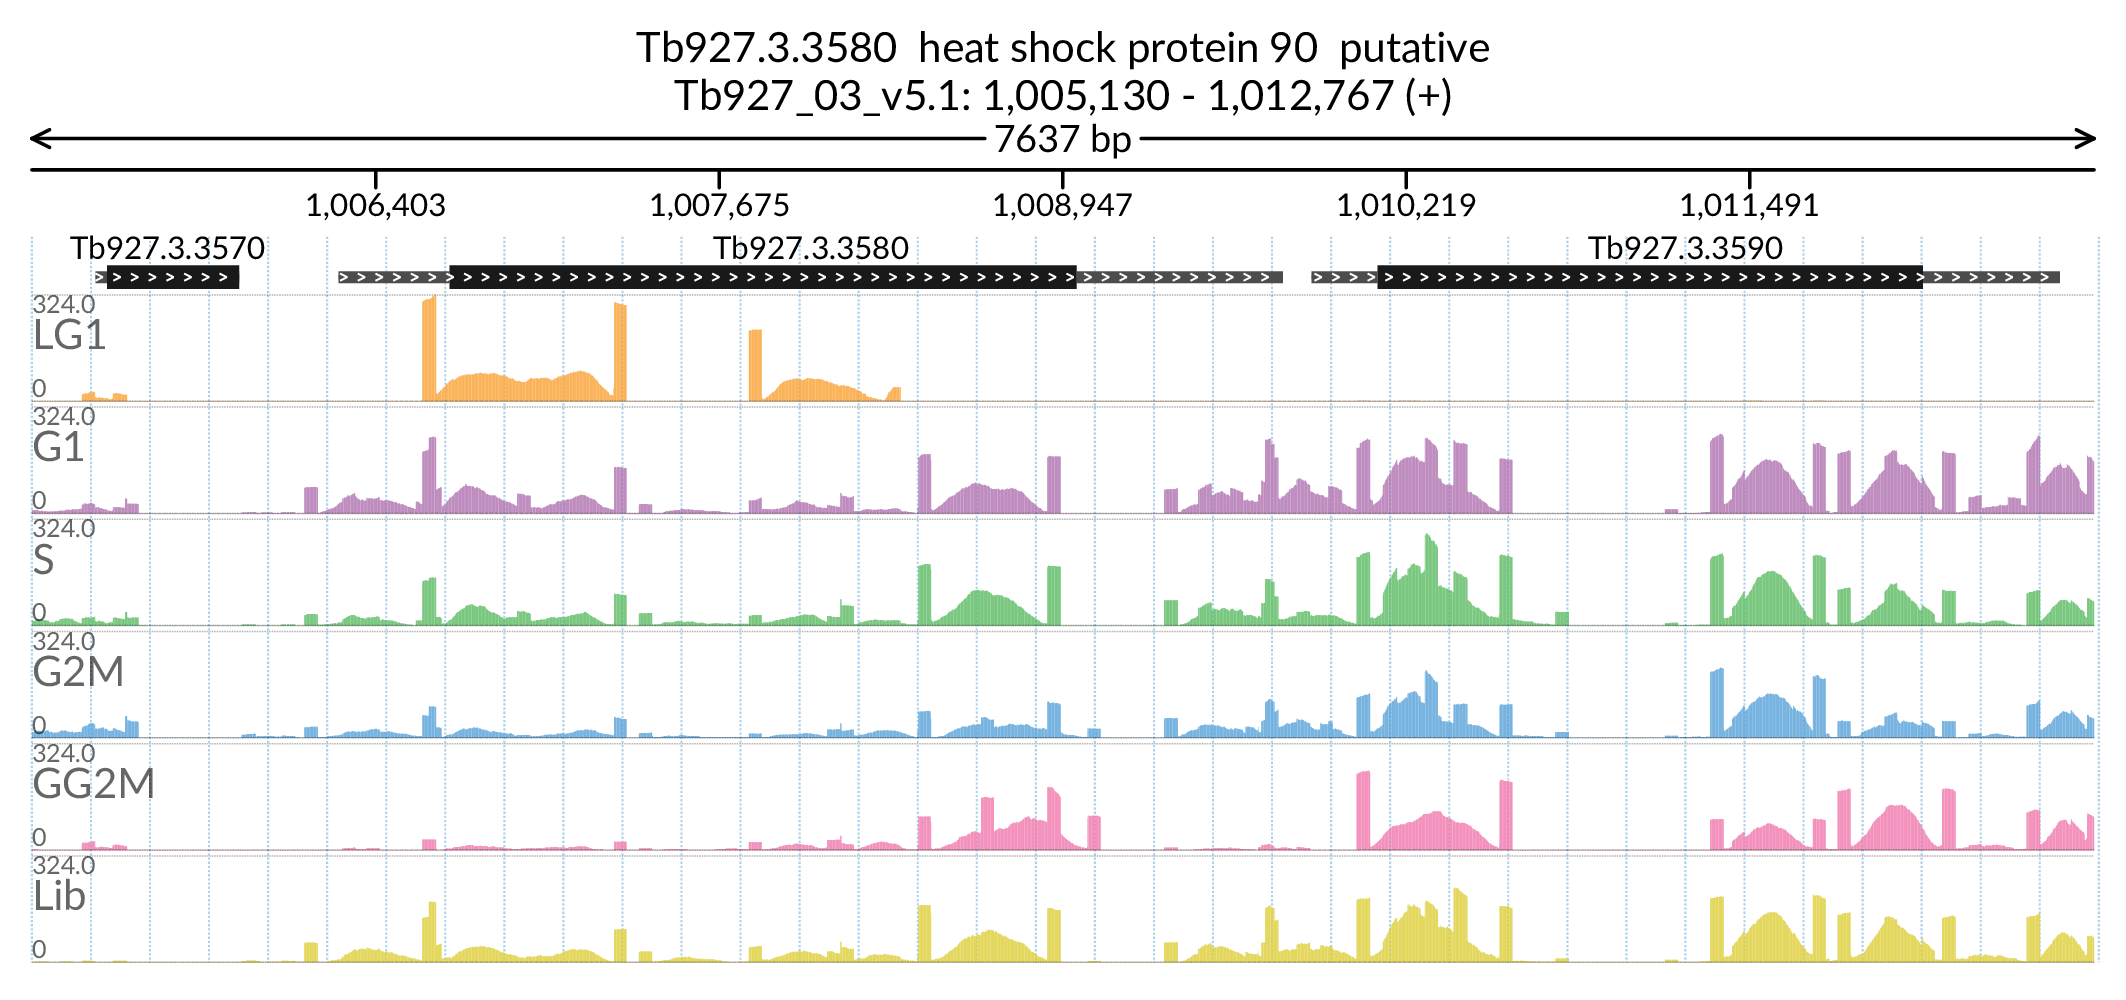 Tb927.3.3580  heat shock protein 90  putative
Tb927_03_v5.1: 1,005,130 - 1,012,767 (+)
7637 bp
1,006,403 1,007,675 1,008,947 1,010,219 1,011,491
Tb927.3.3570 Tb927.3.3580 Tb927.3.3590
324.0
LG1
0
324.0
G1
0
324.0
S
0
324.0
G2M
0
324.0
GG2M
0
324.0
Lib
0